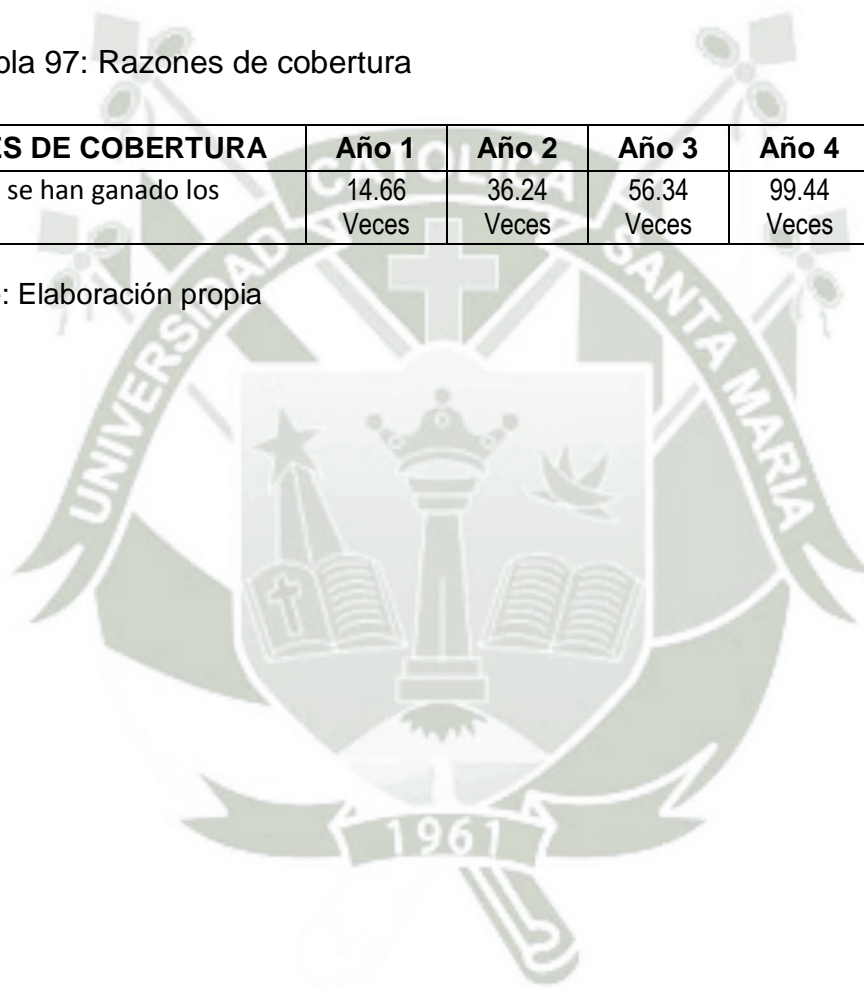 bla 97: Razones de cobertura
ES DE COBERTURA Año 1 Año 2 Año 3 Año 4
se han ganado los 14.66 36.24 56.34 99.44
Veces Veces Veces Veces
: Elaboración propia
UNIVERSIDAD CATOLICA SANTA MARIA
1961